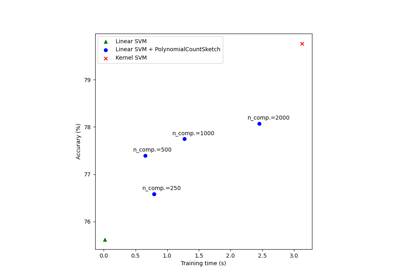 Linear SVM
Linear SVM + PolynomialCountSketch
Kernel SVM
79
78
77
76
n_comp.=2000
n_comp.=1000
n_comp.=500
n_comp.=250
Accurary (%)
0.0 0.5 1.0 1.5 2.0 2.5 3.0
Training time (s)